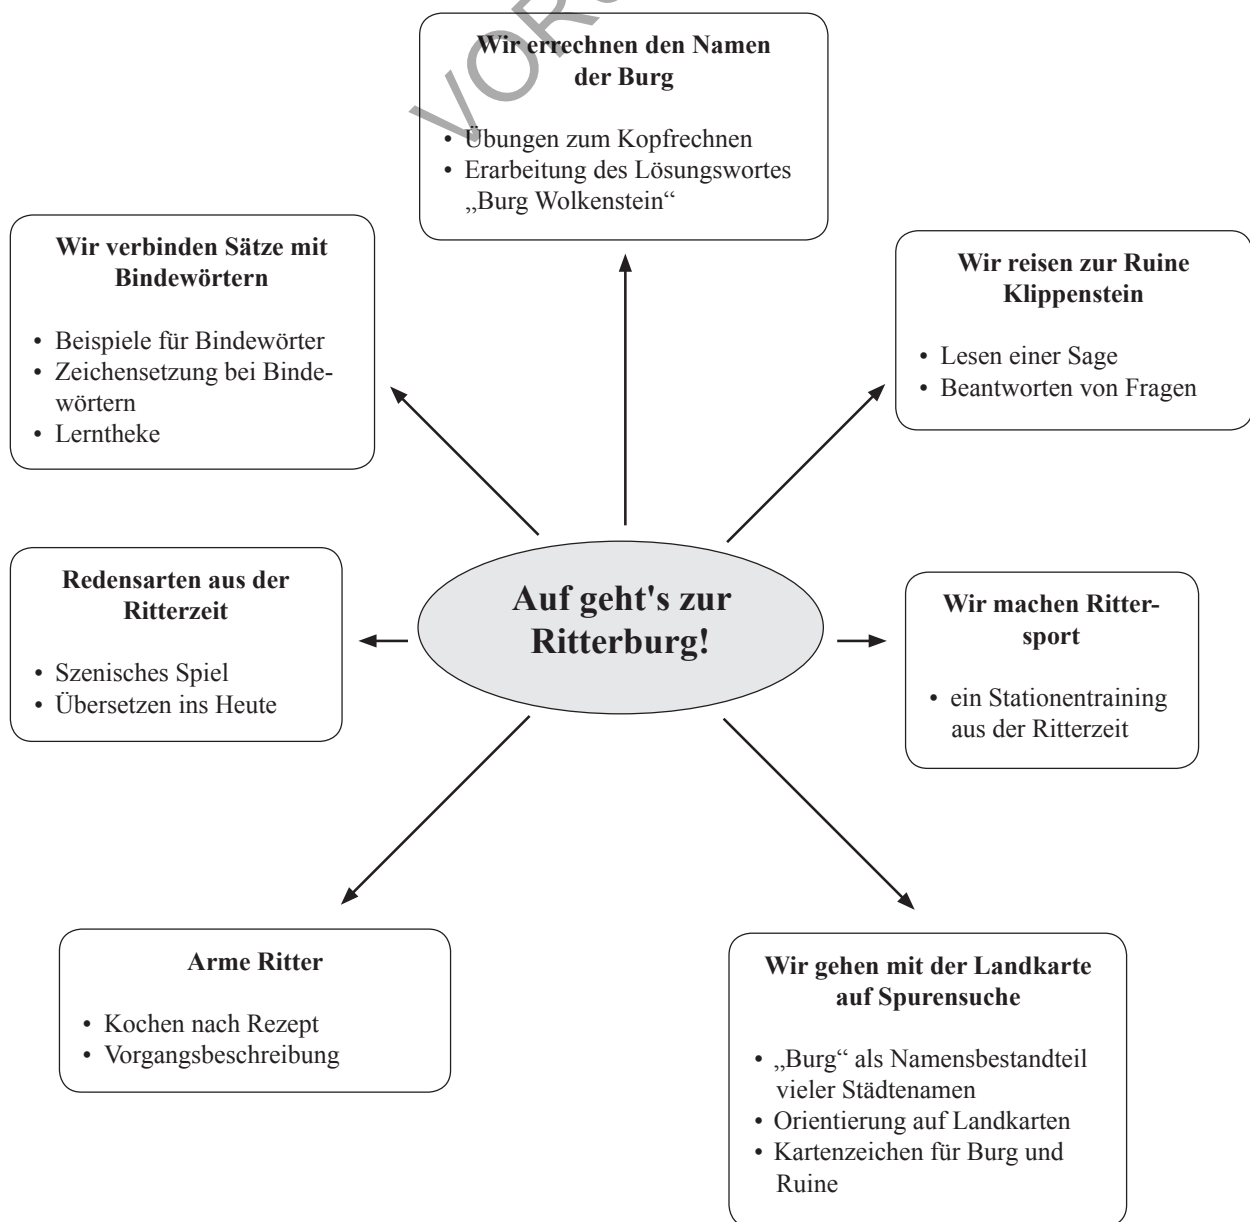 VORS
Wir errechnen den Namen
der Burg
• Übungen zum Kopfrechnen
• Erarbeitung des Lösungswortes
„Burg Wolkenstein“
Wir verbinden Sätze mit
Bindewörtern
• Beispiele für Bindewörter
• Zeichensetzung bei Binde-
wörtern
• Lerntheke
Wir reisen zur Ruine
Klippenstein
• Lesen einer Sage
• Beantworten von Fragen
Redensarten aus der
Ritterzeit
• Szenisches Spiel
• Übersetzen ins Heute
Auf geht's zur
Ritterburg!
Wir machen Ritter-
sport
• ein Stationentraining
aus der Ritterzeit
Arme Ritter
• Kochen nach Rezept
• Vorgangsbeschreibung
Wir gehen mit der Landkarte
auf Spurensuche
• „Burg“ als Namensbestandteil
vieler Städtenamen
• Orientierung auf Landkarten
• Kartenzeichen für Burg und
Ruine